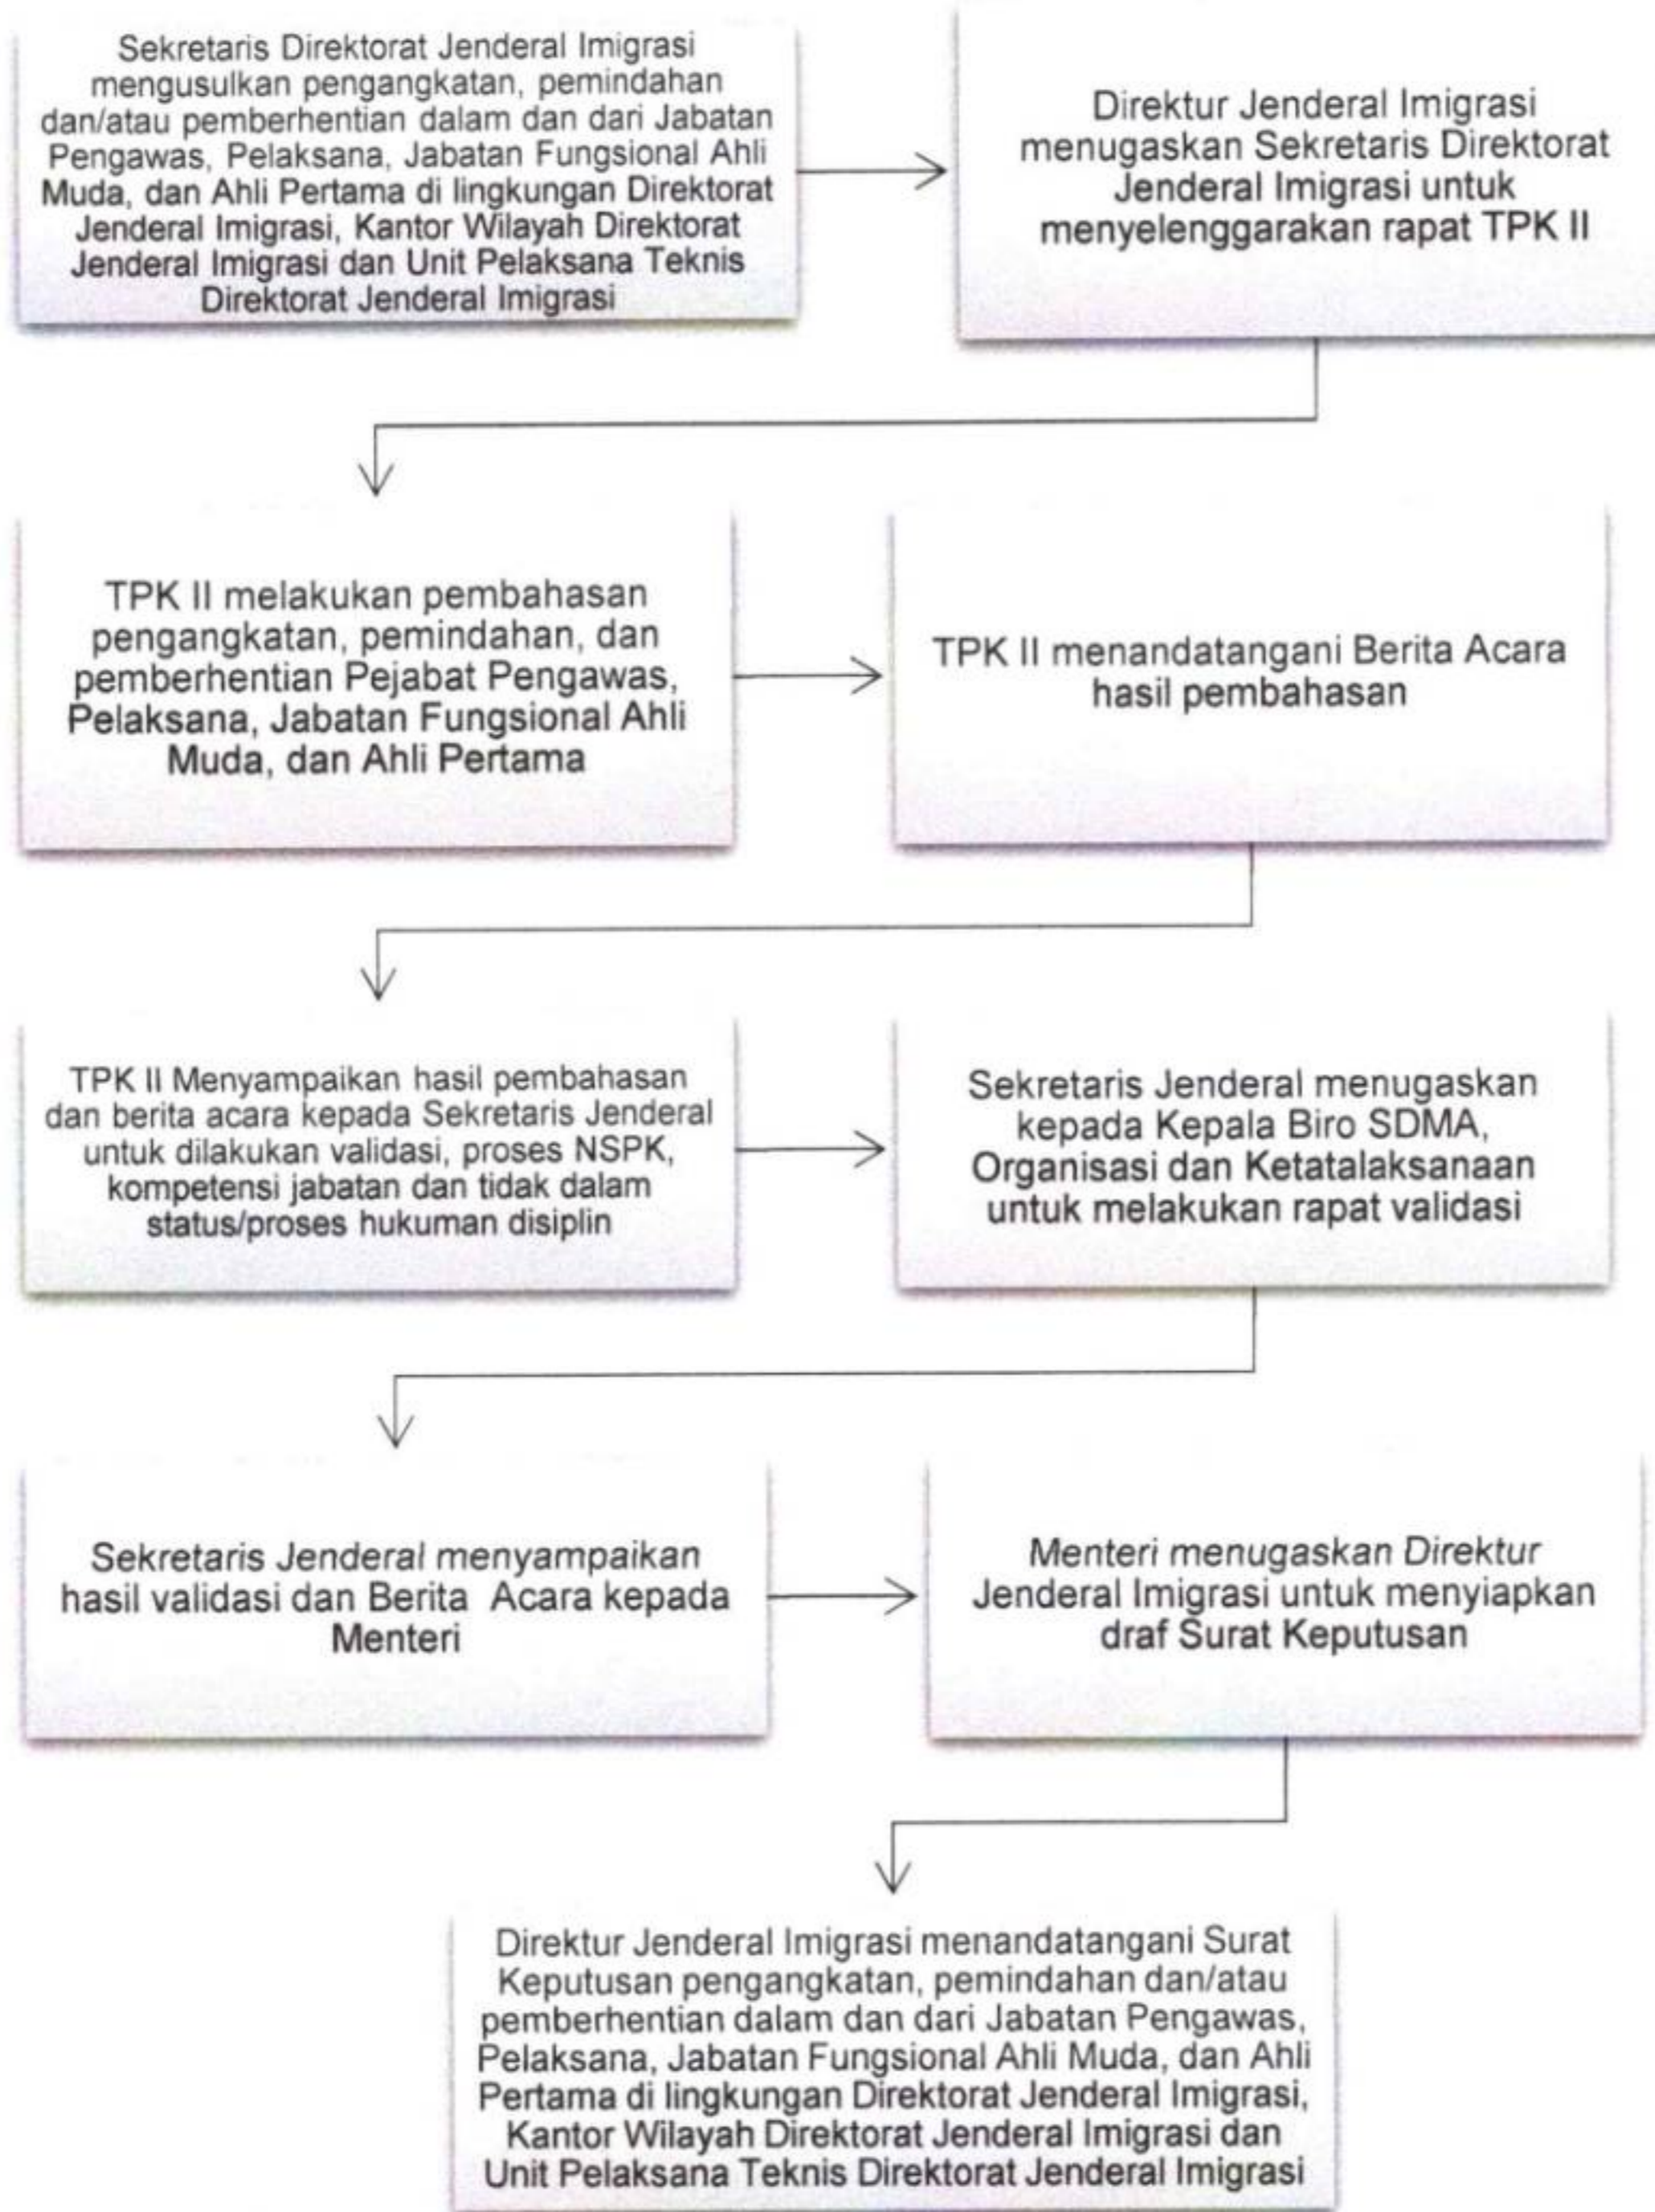 Sekretaris Direktorat Jenderal Imigrasi
mengusulkan pengangkatan, pemindahan
dan/atau pemberhentian dalam dan dari Jabatan
Pengawas, Pelaksana, Jabatan Fungsional Ahli
Muda, dan Ahli Pertama di lingkungan Direktorat
Jenderal Imigrasi, Kantor Wilayah Direktorat
Jenderal Imigrasi dan Unit Pelaksana Teknis
Direktorat Jenderal Imigrasi
Direktur Jenderal Imigrasi
menugaskan Sekretaris Direktorat
Jenderal Imigrasi untuk
menyelenggarakan rapat TPK II
TPK II melakukan pembahasan
pengangkatan, pemindahan, dan
pemberhentian Pejabat Pengawas,
Pelaksana, Jabatan Fungsional Ahli
Muda, dan Ahli Pertama
TPK II menandatangani Berita Acara
hasil pembahasan
TPK II Menyampaikan hasil pembahasan
dan berita acara kepada Sekretaris Jenderal
untuk dilakukan validasi, proses NSPK,
kompetensi jabatan dan tidak dalam
status/proses hukuman disiplin
Sekretaris Jenderal menugaskan
kepada Kepala Biro SDMA,
Organisasi dan Ketatalaksanaan
untuk melakukan rapat validasi
Sekretaris Jenderal menyampaikan
hasil validasi dan Berita Acara kepada
Menteri
Menteri menugaskan Direktur
Jenderal Imigrasi untuk menyiapkan
draf Surat Keputusan
Direktur Jenderal Imigrasi menandatangani Surat
Keputusan pengangkatan, pemindahan dan/atau
pemberhentian dalam dan dari Jabatan Pengawas,
Pelaksana, Jabatan Fungsional Ahli Muda, dan Ahli
Pertama di lingkungan Direktorat Jenderal Imigrasi,
Kantor Wilayah Direktorat Jenderal Imigrasi dan
Unit Pelaksana Teknis Direktorat Jenderal Imigrasi